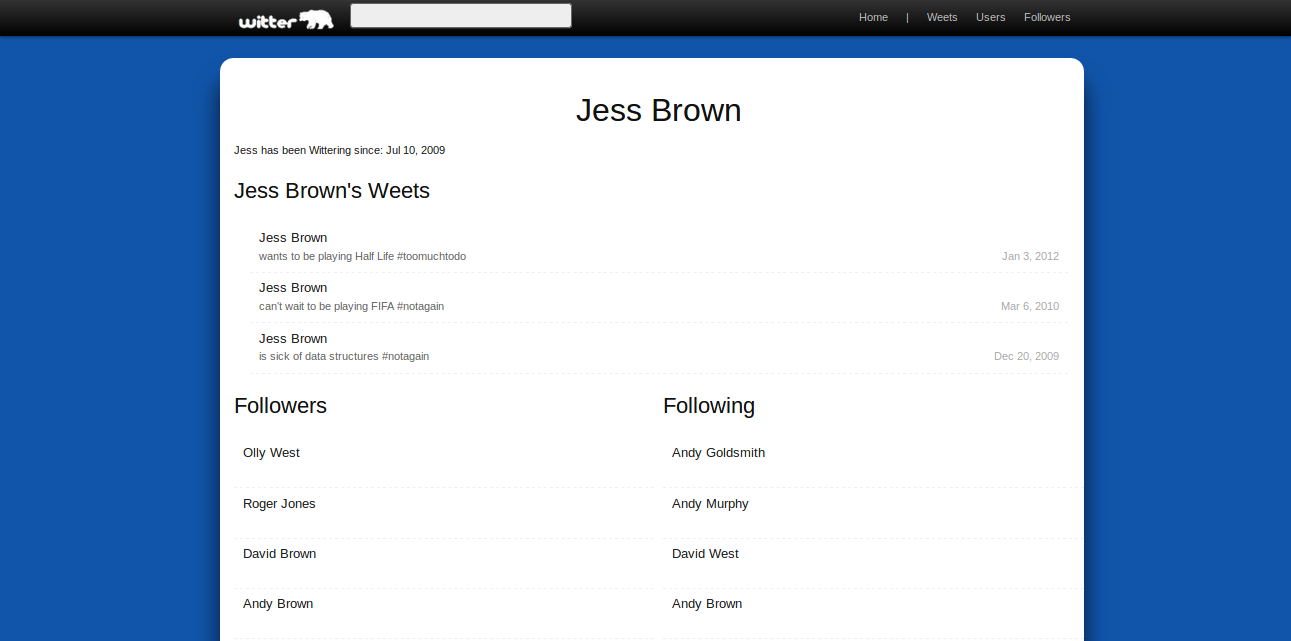 witter
Home | Weets Users Followers
Jess Brown
Jess has been Wittering since: Jul 10, 2009
Jess Brown's Weets
Jess Brown
wants to be playing Half Life #toomuchtodo Jan 3, 2012
Jess Brown
can't wait to be playing FIFA #notagain Mar 6, 2010
Jess Brown
is sick of data structures #notagain Dec 20, 2009
Followers
Olly West
Roger Jones
David Brown
Andy Brown
Following
Andy Goldsmith
Andy Murphy
David West
Andy Brown